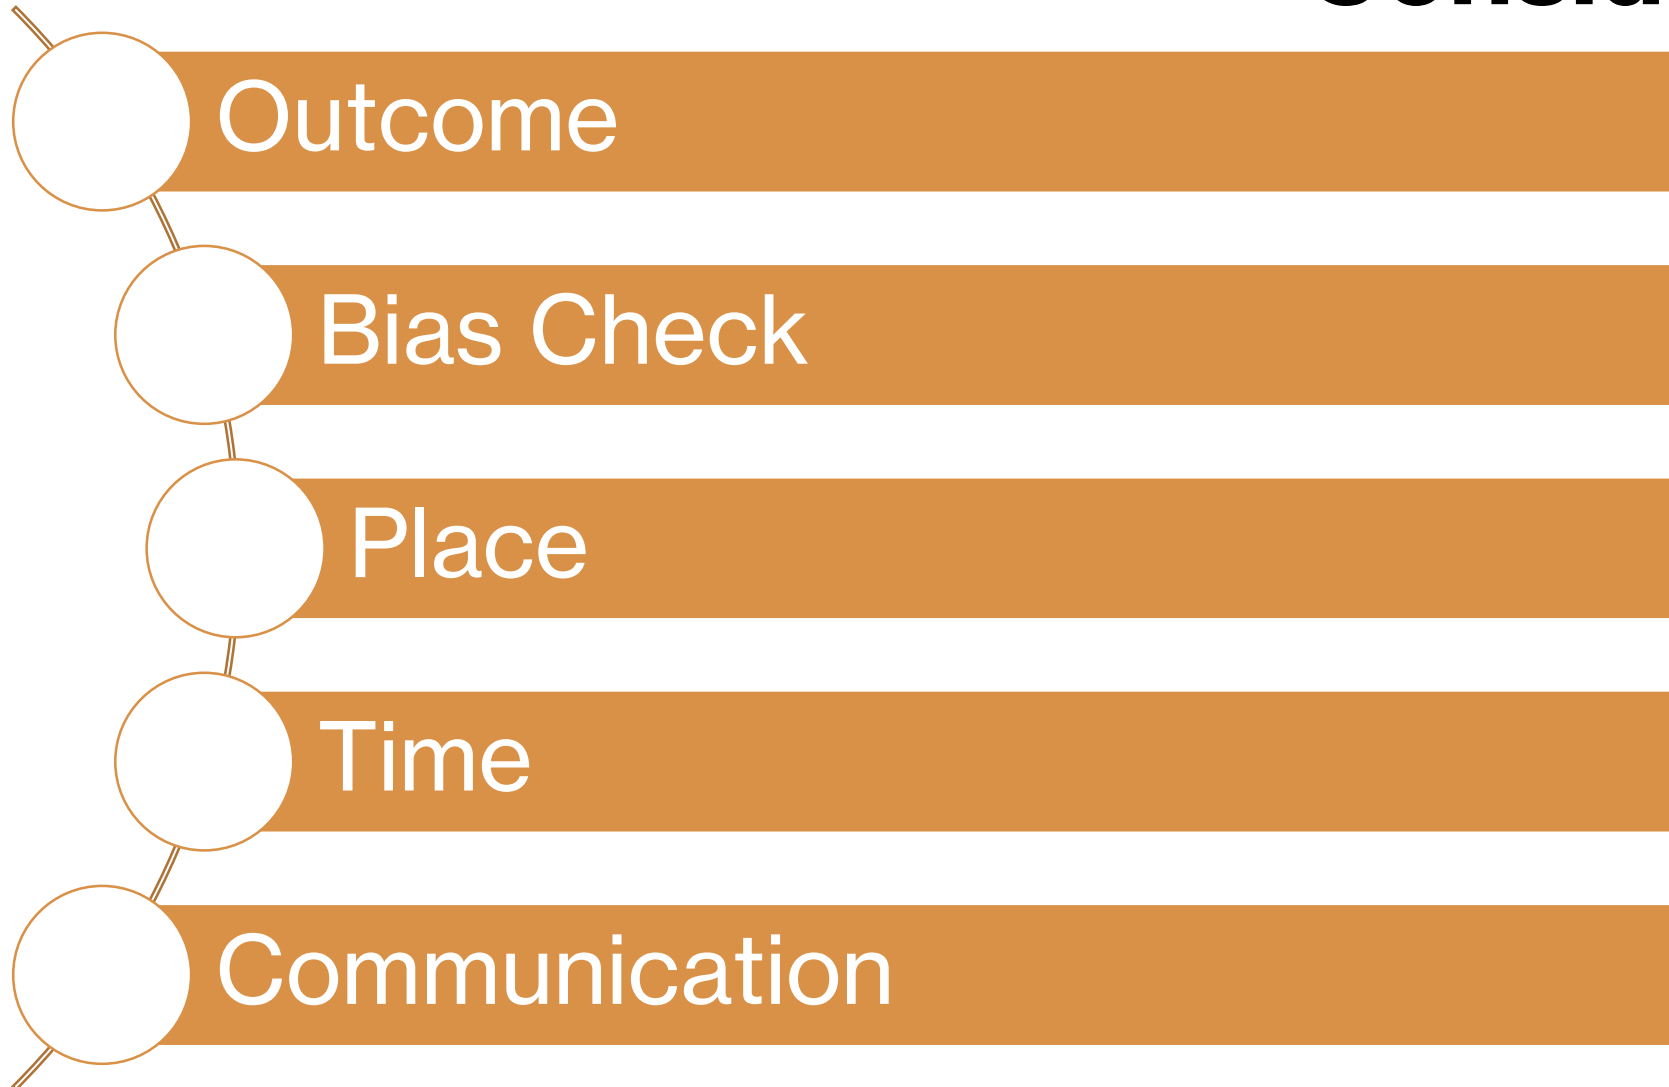 Outcome
Bias Check
Place
Time
Communication